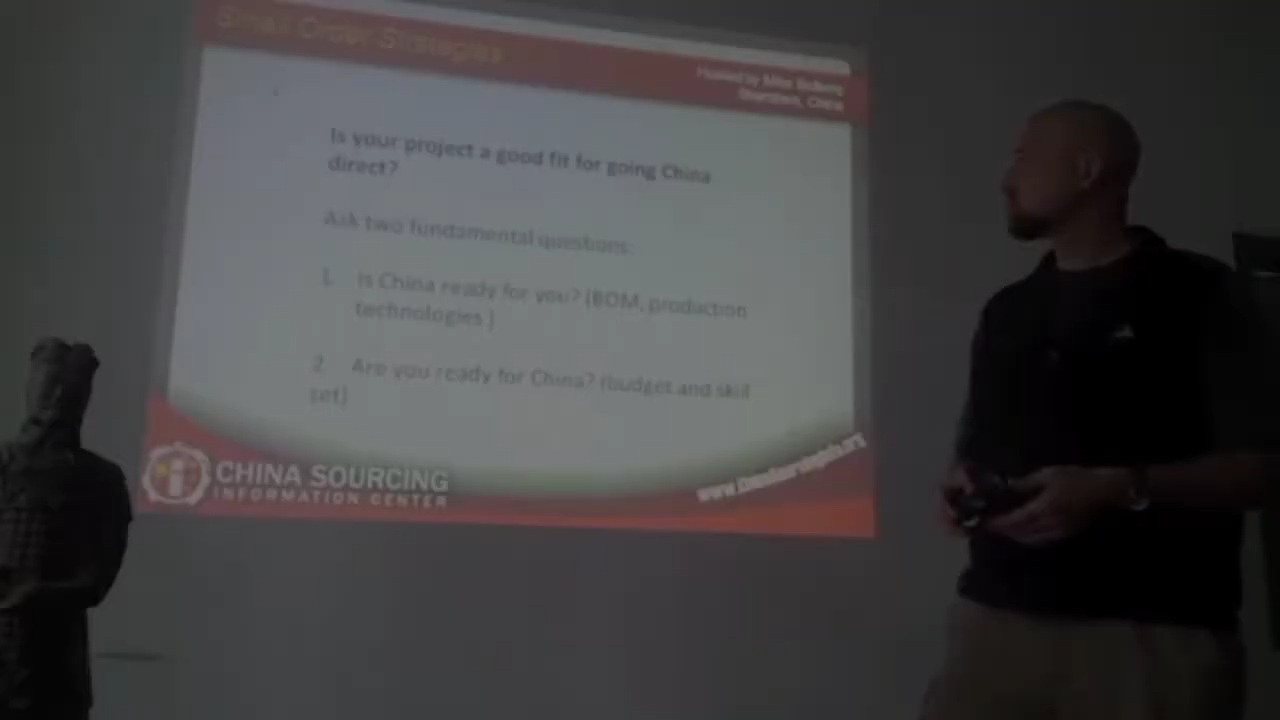 Small Order Strategies
Hosted by Mike
Shenzhen, China
Is your project a good fit for going China
direct?
Ask two fundamental questions:
1. Is China ready for you? (BOM, production
technologies )
2. Are you ready for China? (budget and skill
set)
CHINA SOURCING
INFORMATION CENTER